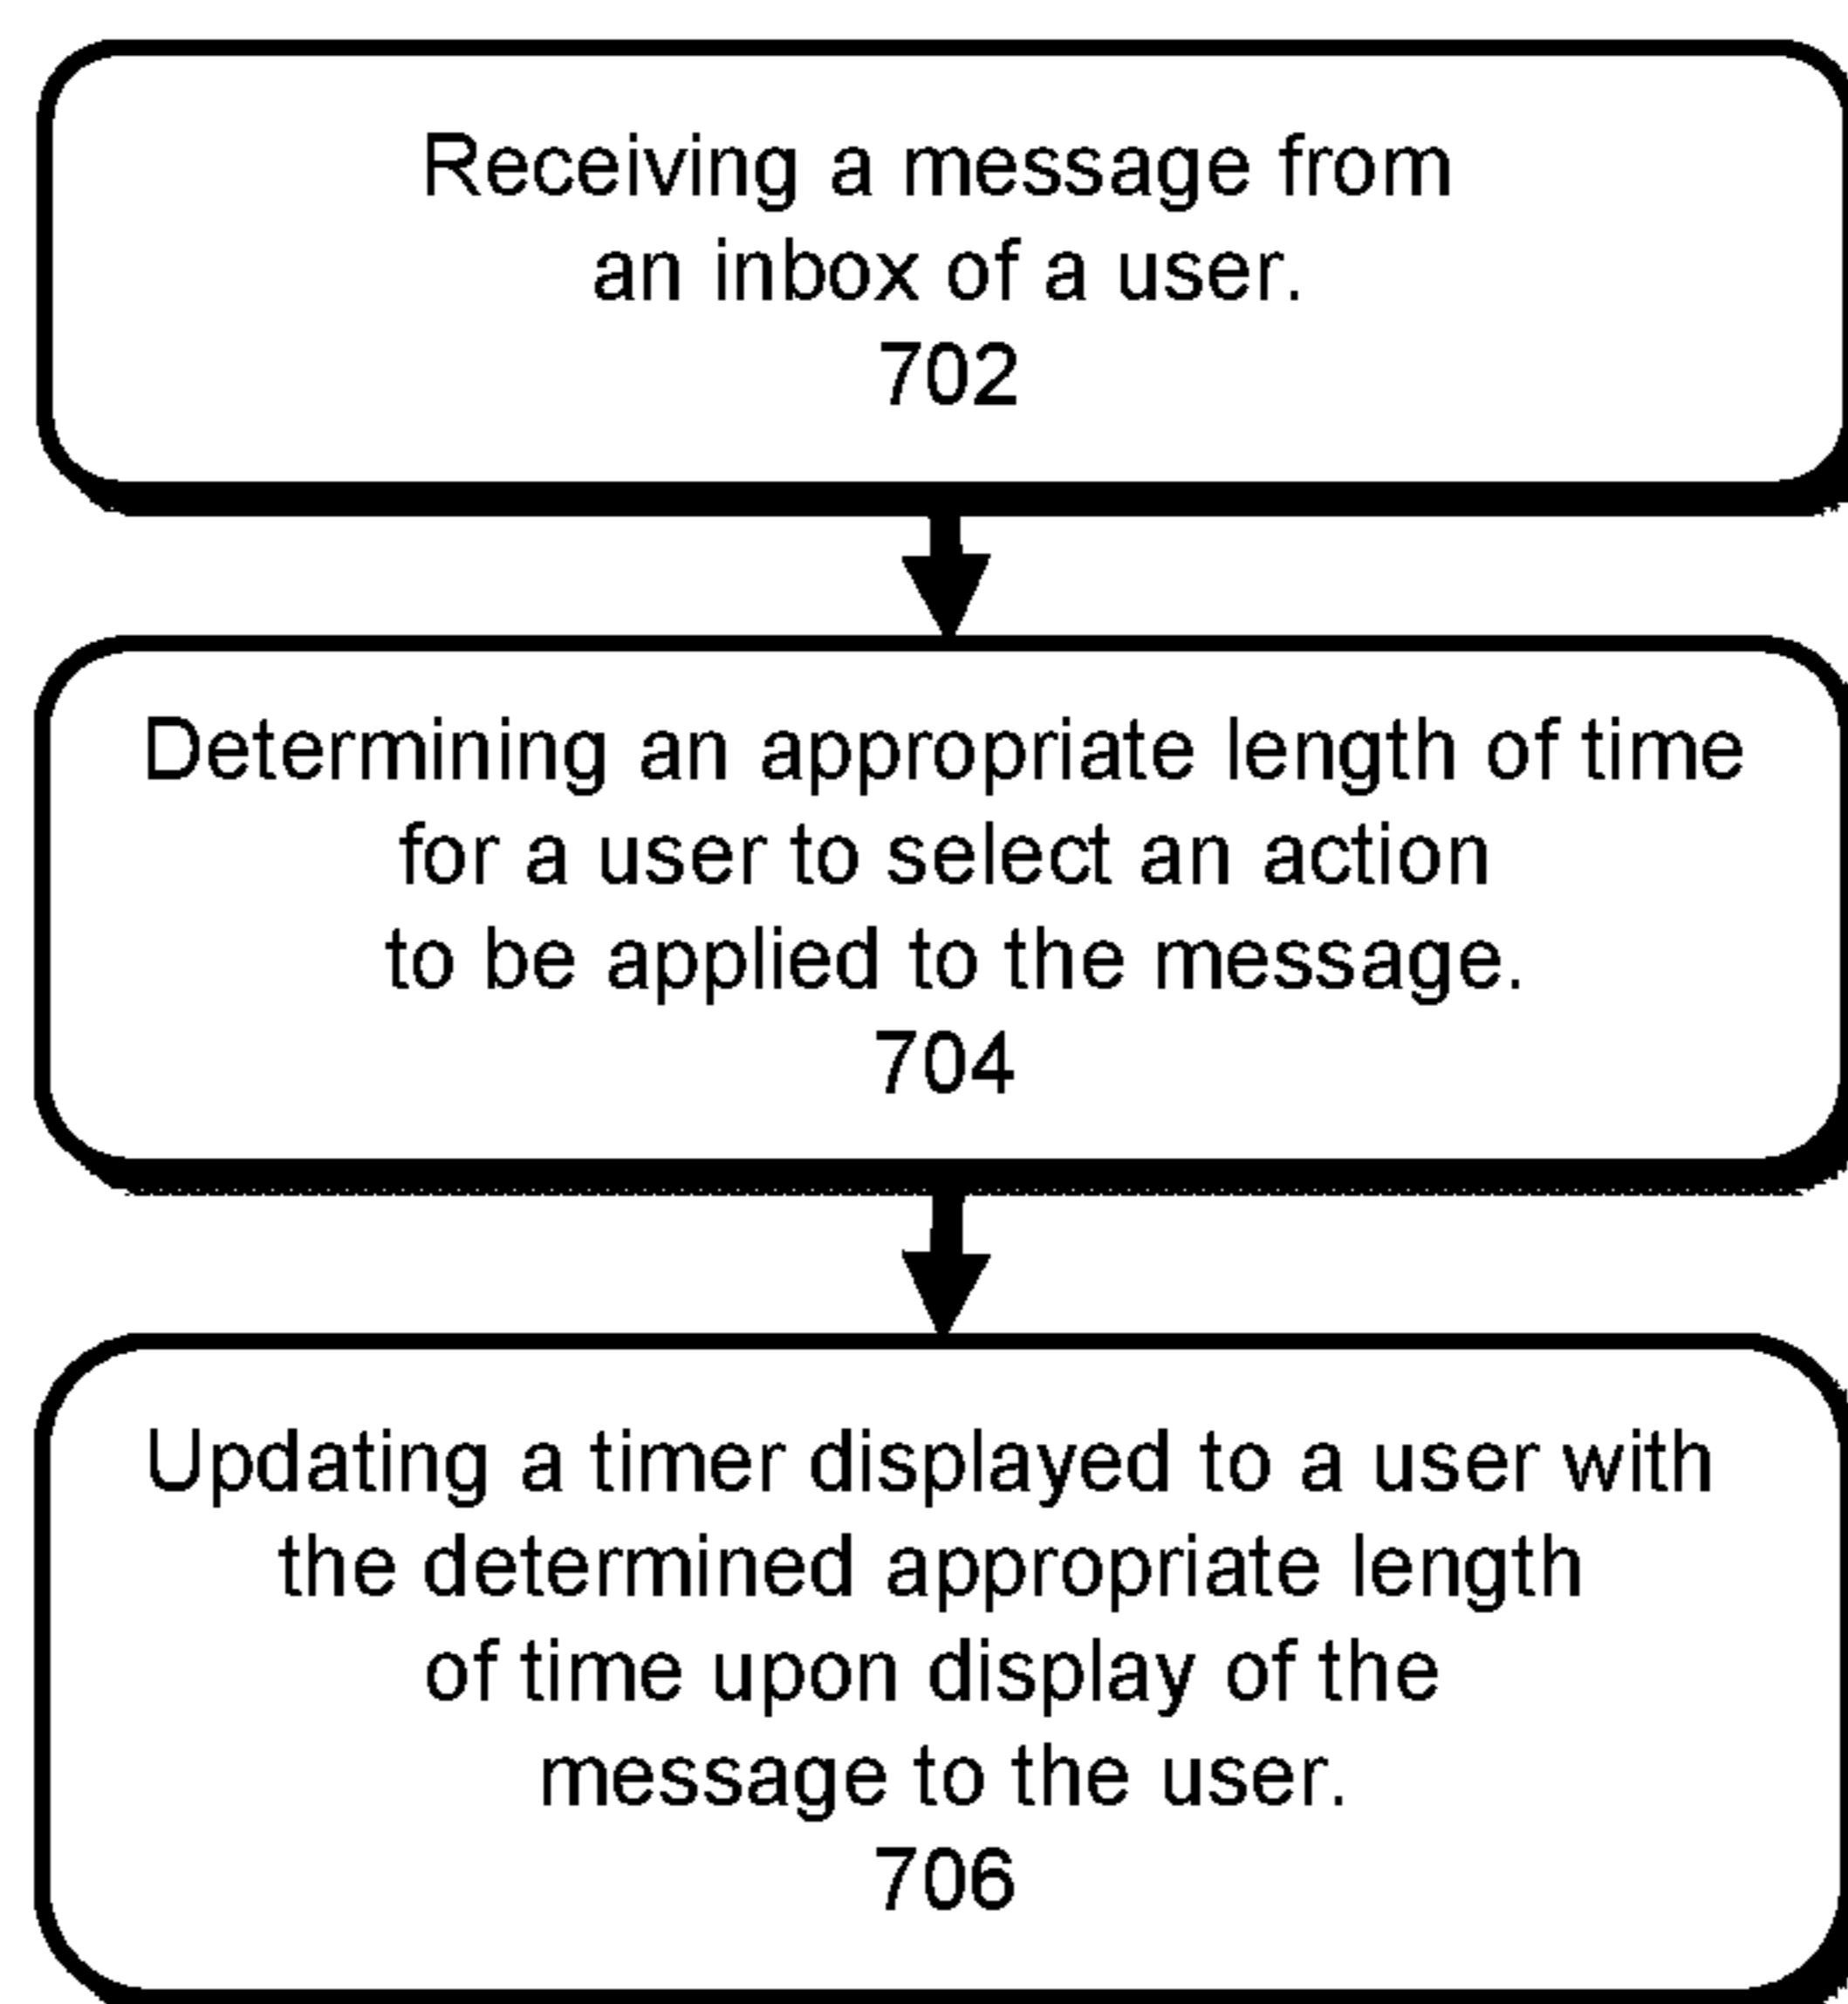 Receiving a message from
an inbox of a user.
702
Determining an appropriate length of time
for a user to select an action
to be applied to the message.
704
Updating a timer displayed to a user with
the determined appropriate length
of time upon display of the
message to the user.
706